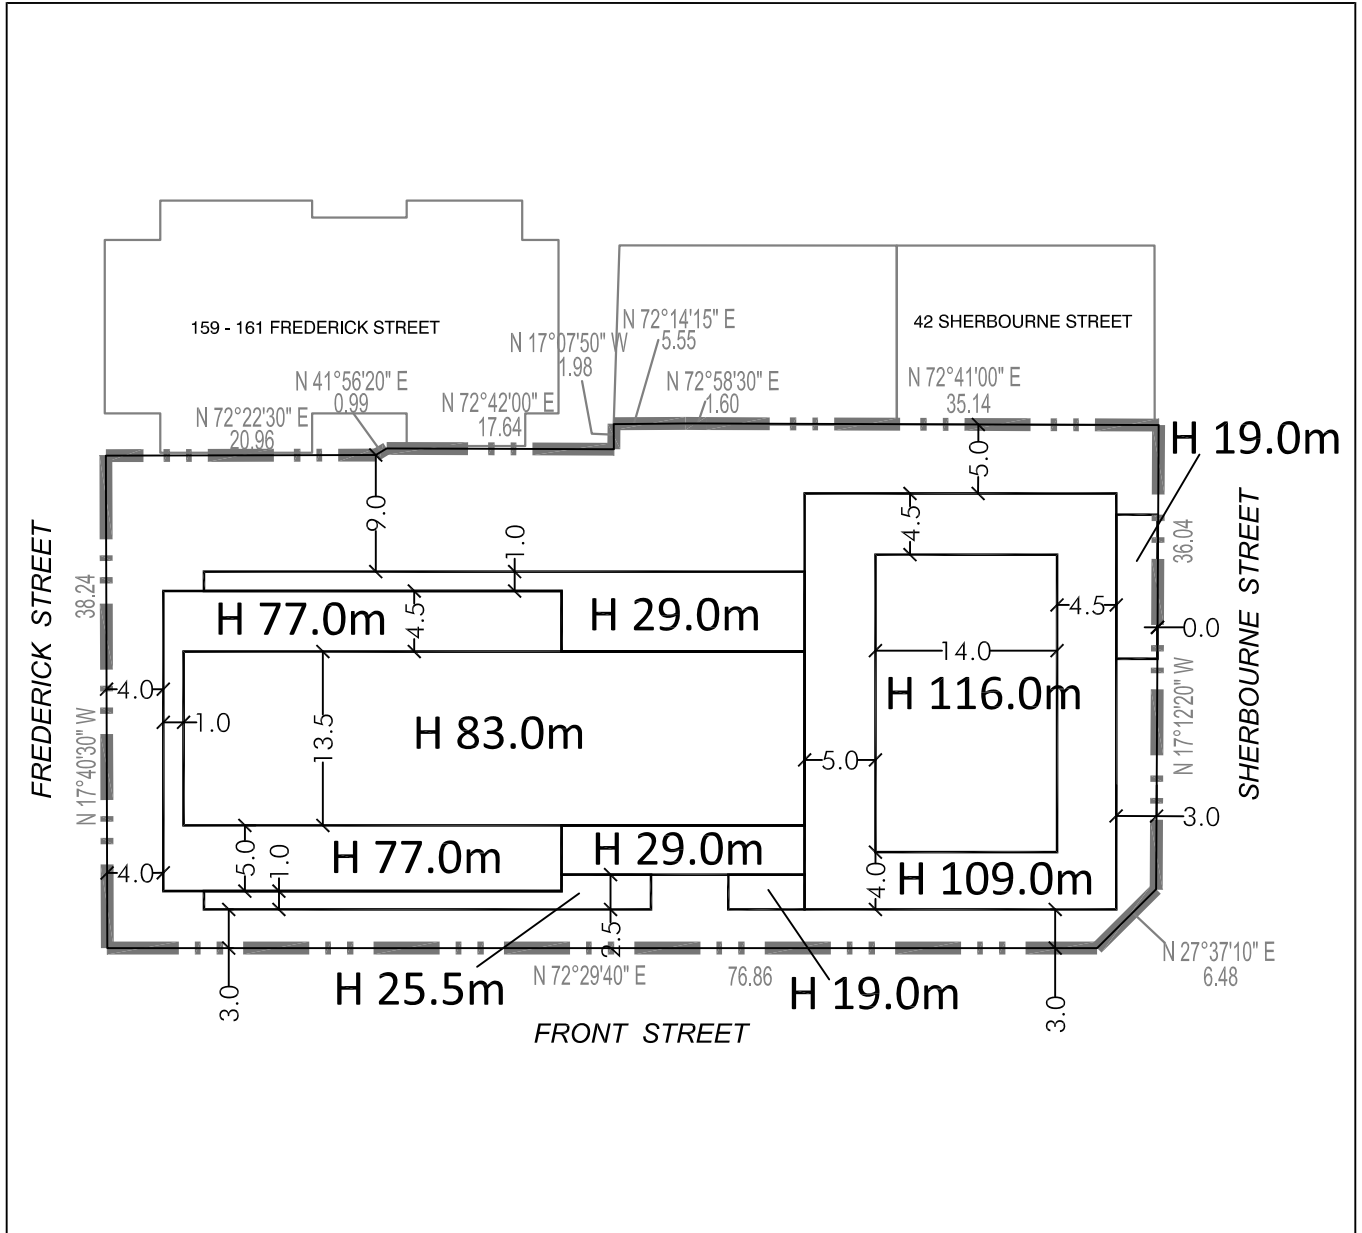 159 - 161 FREDERICK STREET
42 SHERBOURNE STREET
N 72°14'15" E
5.55
N 17°07'50" W
1.98
N 41°56'20" E
0.99
N 72°58'30" E
1.60
N 72°41'00" E
35.14
N 72°42'00" E
17.64
N 72°22'30" E
20.96
H 19.0m
5.0
9.0
4.5
1.0
36.04
38.24
FREDERICK STREET
SHERBOURNE STREET
H 77.0m
4.5
H 29.0m
4.5
0.0
14.0
4.0
1.0
13.5
H 83.0m
H 116.0m
5.0
N 17°40'30" W
N 17°12'20" W
3.0
5.0
1.0
H 77.0m
H 29.0m
4.0
4.0
H 109.0m
2.5
N 27°37'10" E
6.48
H 25.5m
N 72°29'40" E
76.86
H 19.0m
3.0
3.0
FRONT STREET